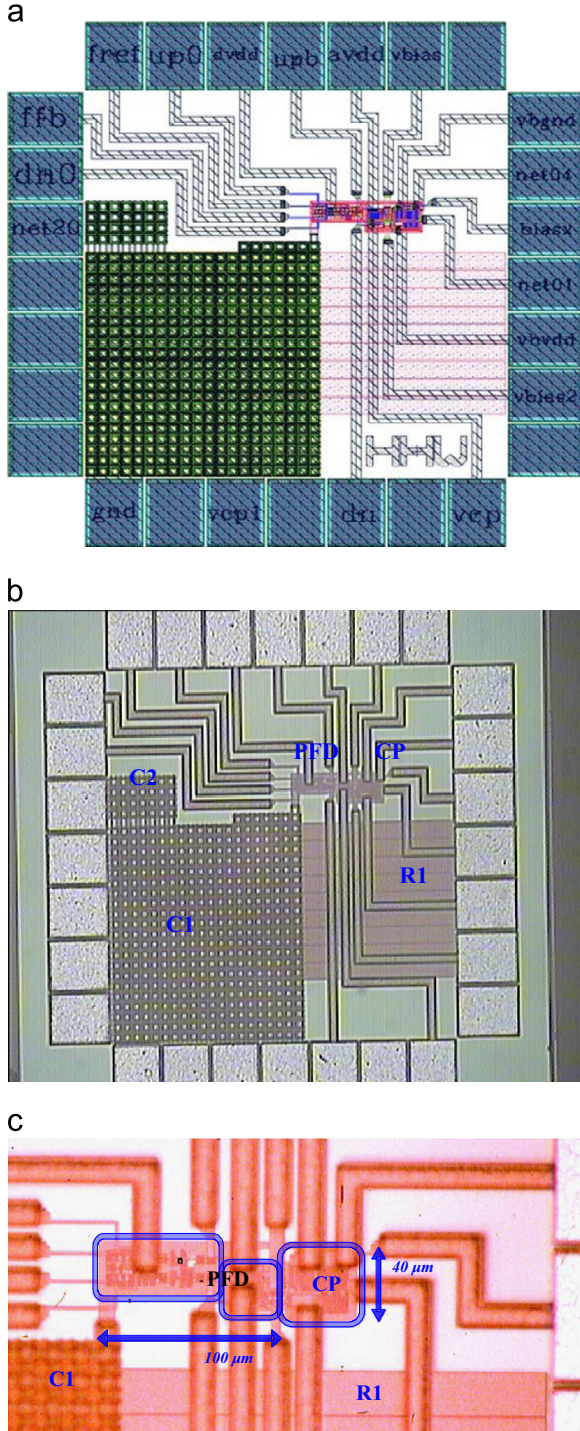 a
fref up0 dvdd upb avdd vbias
ffb vbgnd
dn0 net04
net20 biasx
net01
vbvdd
vbias2
gnd vcp1 dn vcp
b
PFD CP
C2
R1
C1
c
PFD CP 40 μm
100 μm
C1 R1